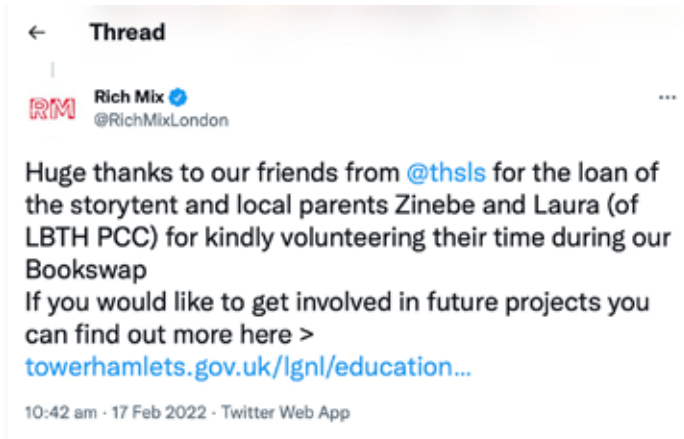 ← Thread
RM
Rich Mix
@RichMixLondon
Huge thanks to our friends from @thsls for the loan of
the storytent and local parents Zinebe and Laura (of
LBTH PCC) for kindly volunteering their time during our
Bookswap
If you would like to get involved in future projects you
can find out more here >
towerhamlets.gov.uk/lgnl/education...
10:42 am · 17 Feb 2022 · Twitter Web App